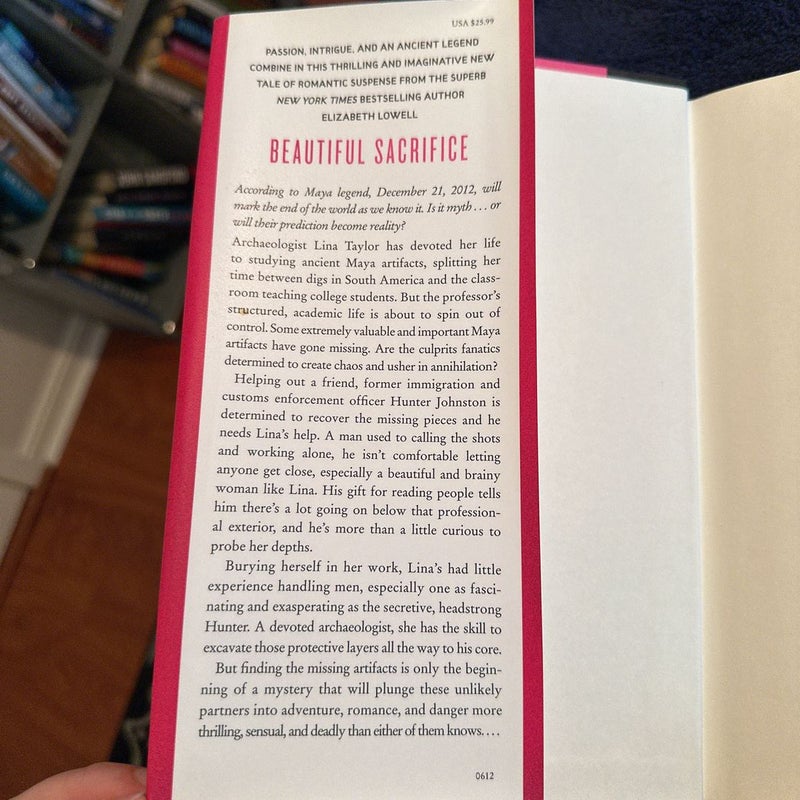 USA $25.99
PASSION, INTRIGUE, AND AN ANCIENT LEGEND
COMBINE IN THIS THRILLING AND IMAGINATIVE NEW
TALE OF ROMANTIC SUSPENSE FROM THE SUPERB
NEW YORK TIMES BESTSELLING AUTHOR
ELIZABETH LOWELL
BEAUTIFUL SACRIFICE
According to Maya legend, December 21, 2012, will
mark the end of the world as we know it. Is it myth . . . or
will their prediction become reality?
Archaeologist Lina Taylor has devoted her life
to studying ancient Maya artifacts, splitting her
time between digs in South America and the class-
room teaching college students. But the professor's
structured, academic life is about to spin out of
control. Some extremely valuable and important Maya
artifacts have gone missing. Are the culprits fanatics
determined to create chaos and usher in annihilation?
Helping out a friend, former immigration and
customs enforcement officer Hunter Johnston is
determined to recover the missing pieces and he
needs Lina's help. A man used to calling the shots
and working alone, he isn't comfortable letting
anyone get close, especially a beautiful and brainy
woman like Lina. His gift for reading people tells
him there's a lot going on below that profession-
al exterior, and he's more than a little curious to
probe her depths.
Burying herself in her work, Lina's had little
experience handling men, especially one as fasci-
nating and exasperating as the secretive, headstrong
Hunter. A devoted archaeologist, she has the skill to
excavate those protective layers all the way to his core.
But finding the missing artifacts is only the begin-
ning of a mystery that will plunge these unlikely
partners into adventure, romance, and danger more
thrilling, sensual, and deadly than either of them knows. . . .
0612